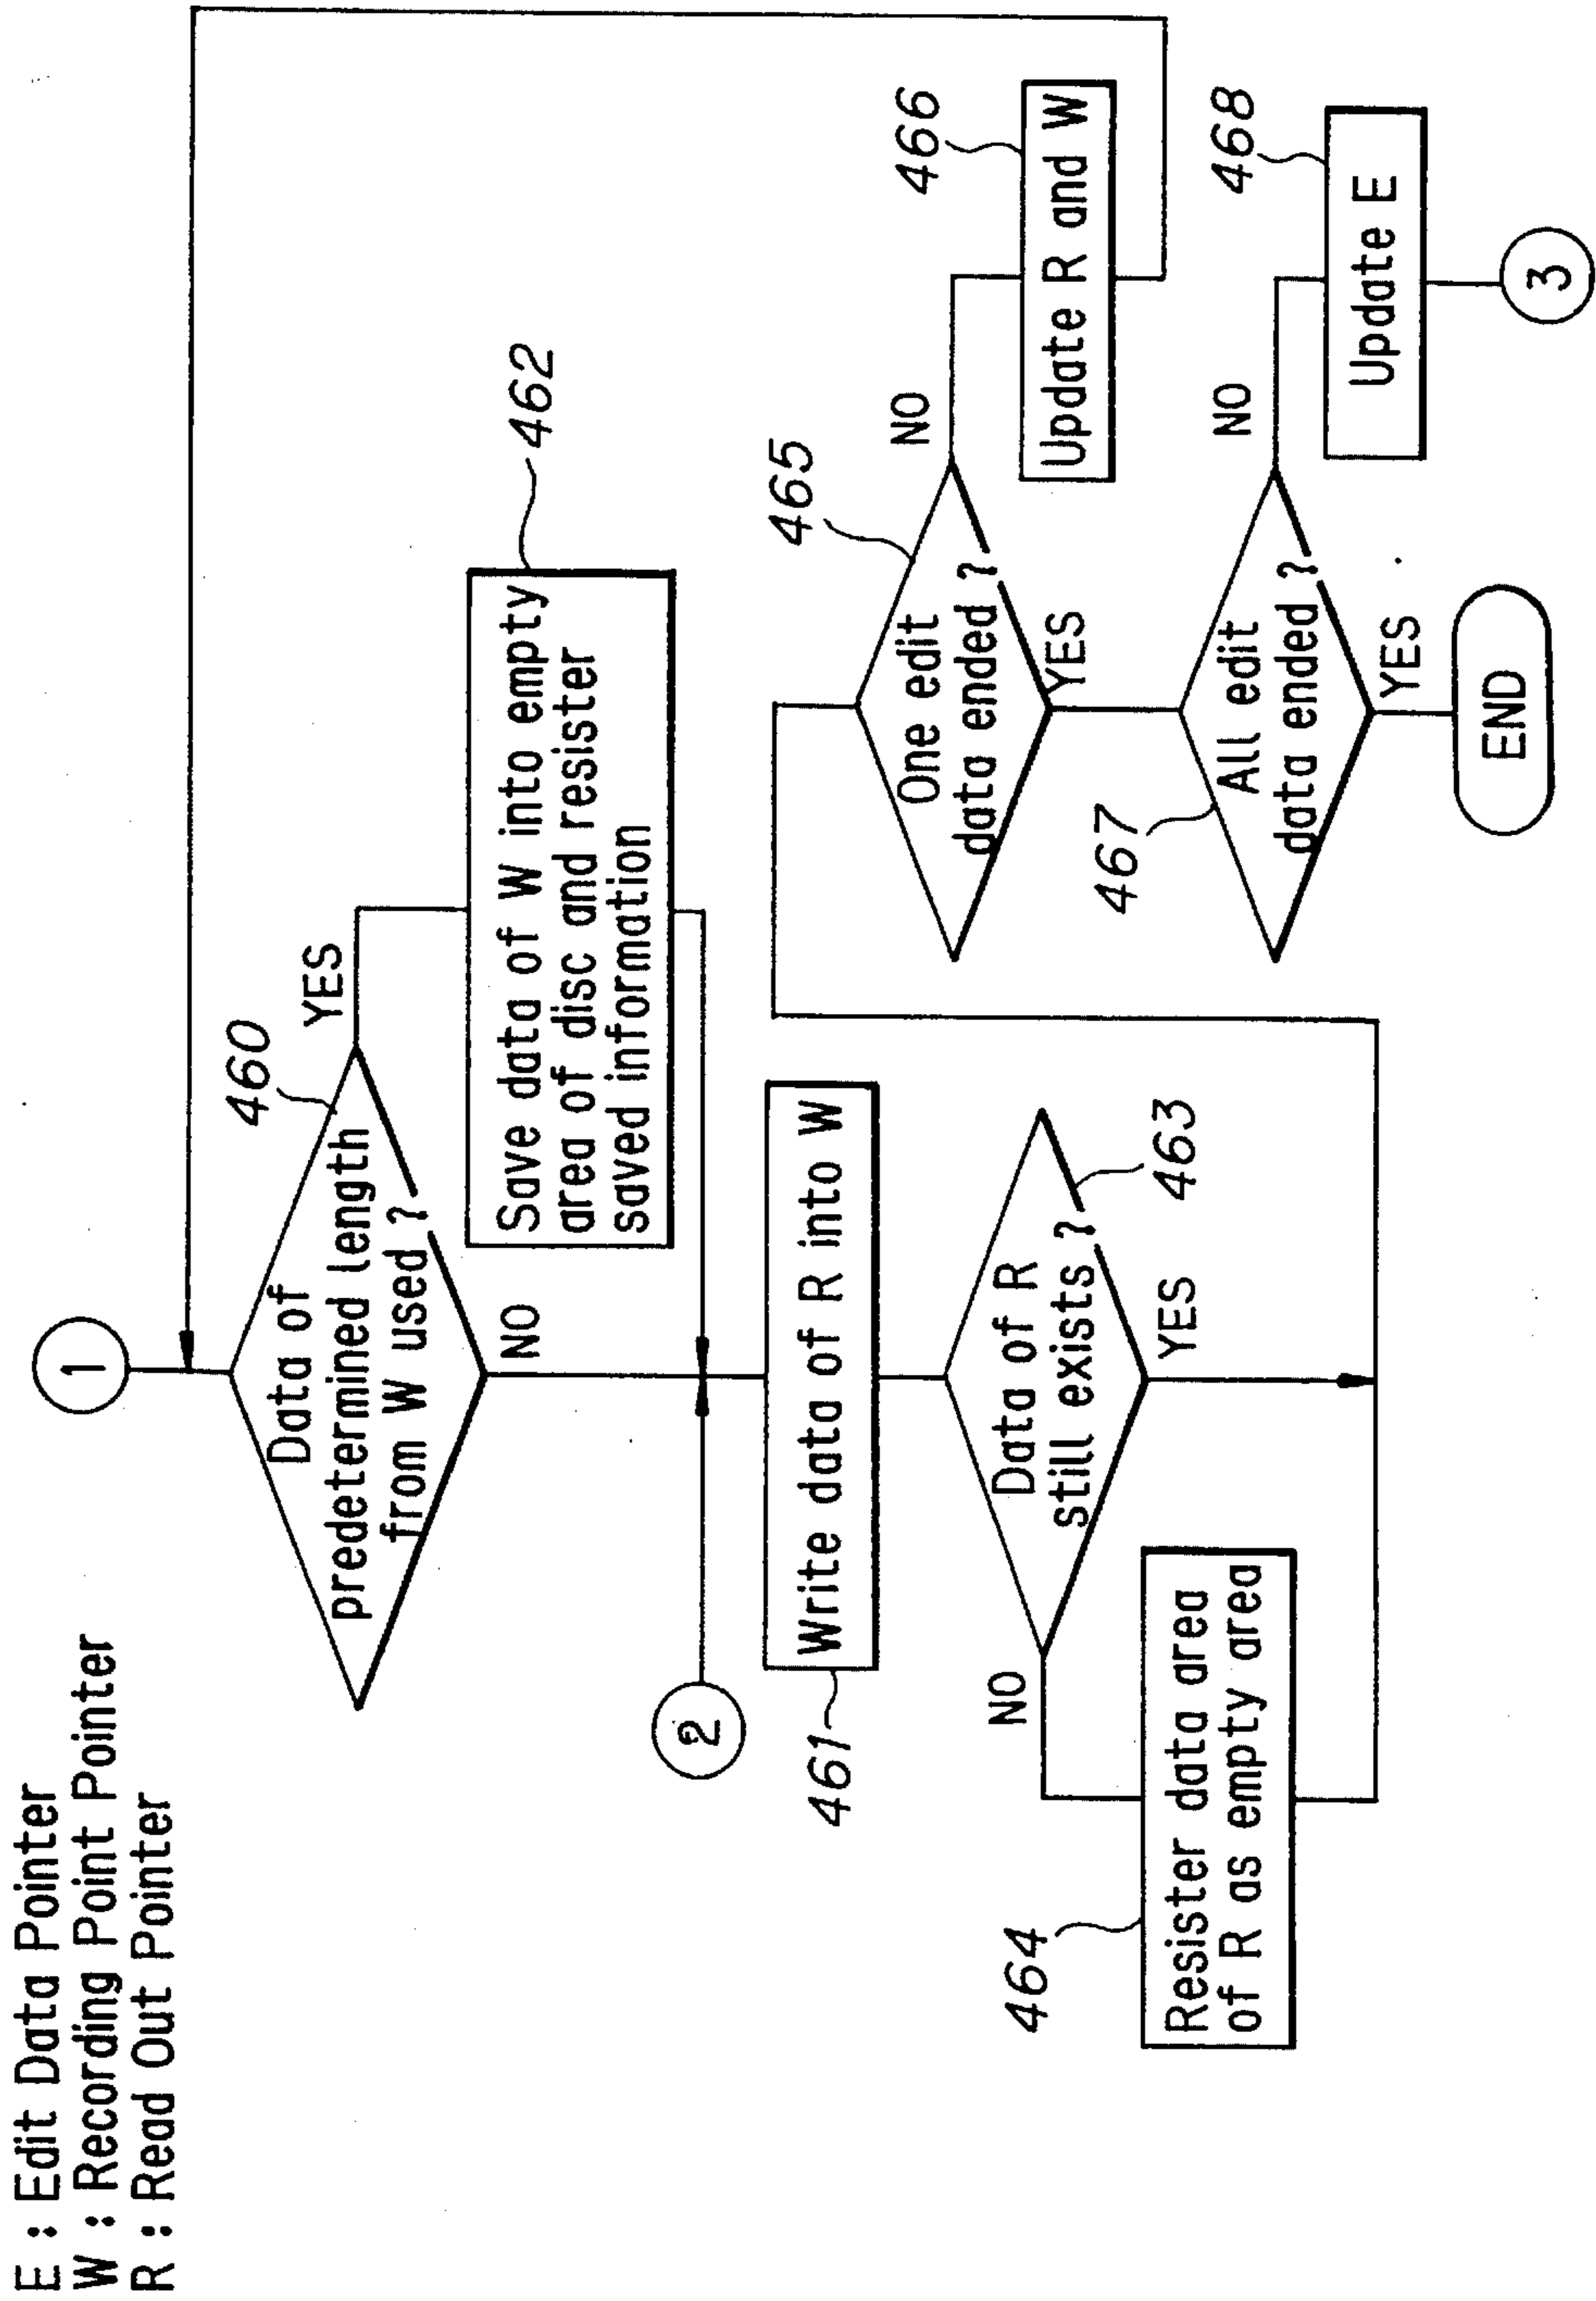 E : Edit Data Pointer
W : Recording Point Pointer
R : Read Out Pointer
1
460
Data of
predetermined length
from W used ?
YES
NO
462
Save data of W into empty
area of disc and resister
saved information
2
461
Write data of R into W
Data of R
still exists ?
463
NO
YES
464
Resister data area
of R as empty area
465
One edit
data ended ?
NO
YES
466
Update R and W
467
All edit
data ended ?
NO
YES
468
Update E
3
END